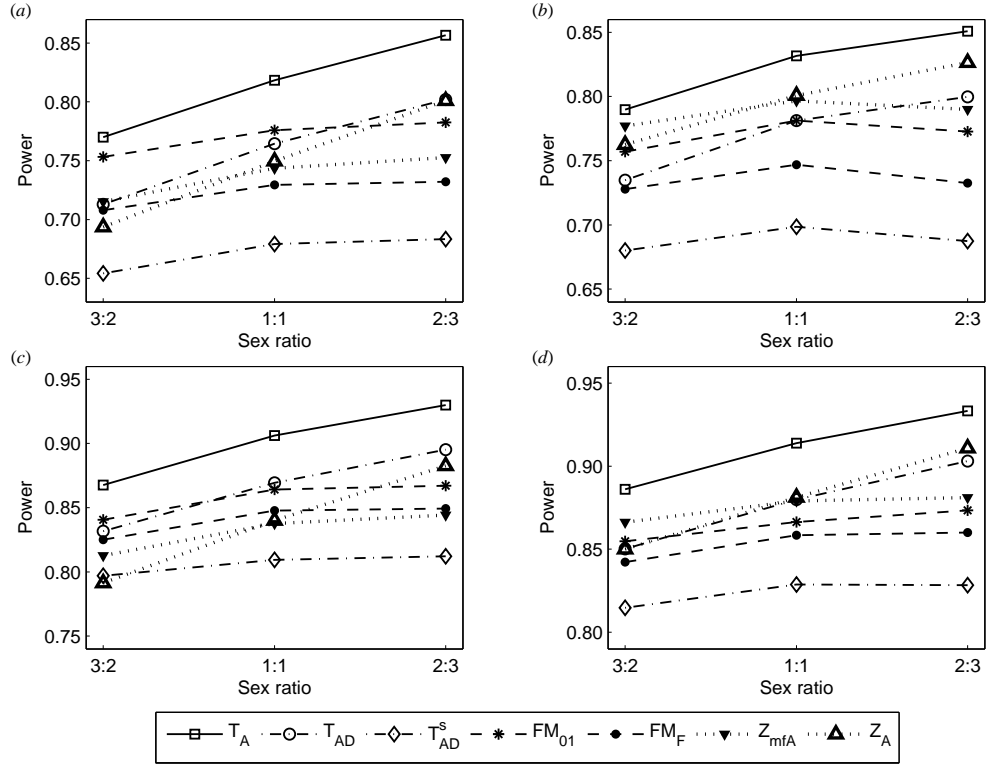 (a)
0.85
0.80
0.75
0.70
0.65
Power
3:2 1:1 2:3
Sex ratio
(b)
0.85
0.80
0.75
0.70
0.65
Power
3:2 1:1 2:3
Sex ratio
(c)
0.95
0.90
0.85
0.80
0.75
Power
3:2 1:1 2:3
Sex ratio
(d)
0.95
0.90
0.85
0.80
Power
3:2 1:1 2:3
Sex ratio
T_A T_AD T^s_AD FM_01 FM_F Z_mfA Z_A